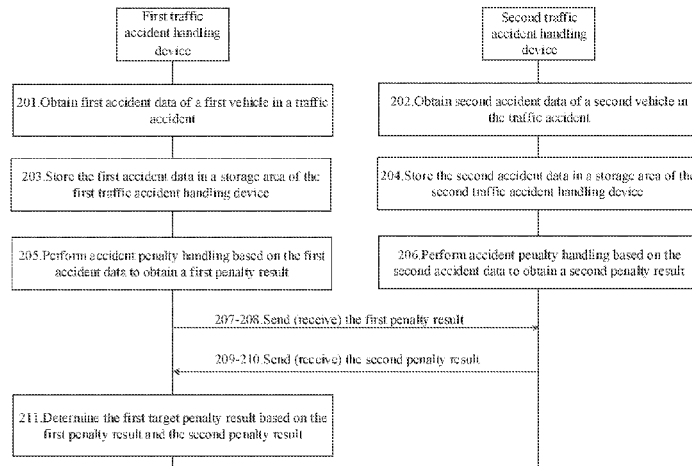 First traffic
accident handling
device
Second traffic
accident handling
device
201.Obtain first accident data of a first vehicle in a traffic
accident
202.Obtain second accident data of a second vehicle in
the traffic accident
203.Store the first accident data in a storage area of the
first traffic accident handling device
204.Store the second accident data in a storage area of the
second traffic accident handling device
205.Perform accident penalty handling based on the first
accident data to obtain a first penalty result
206.Perform accident penalty handling based on the
second accident data to obtain a second penalty result
207-208.Send (receive) the first penalty result
209-210.Send (receive) the second penalty result
211.Determine the first target penalty result based on the
first penalty result and the second penalty result